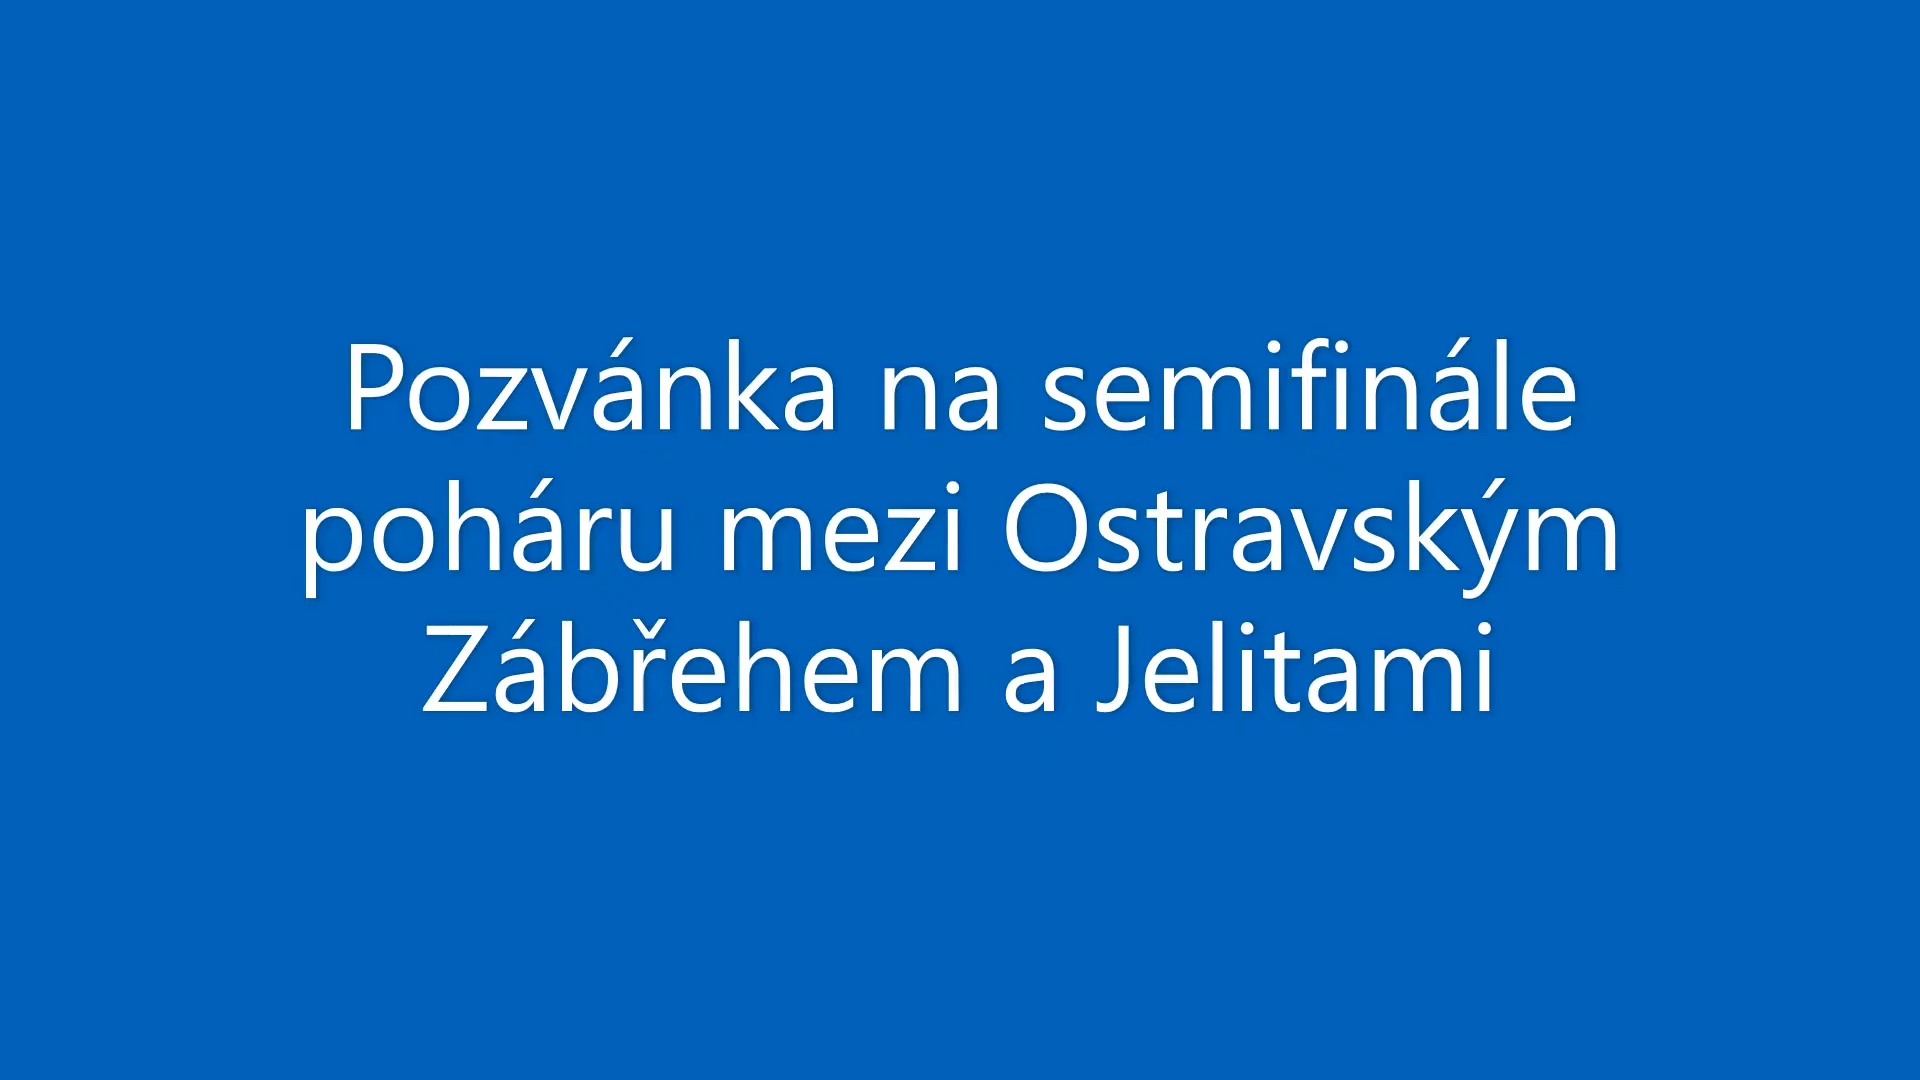 Pozvánka na semifinále
poháru mezi Ostravským
Zábřehem a Jelitami